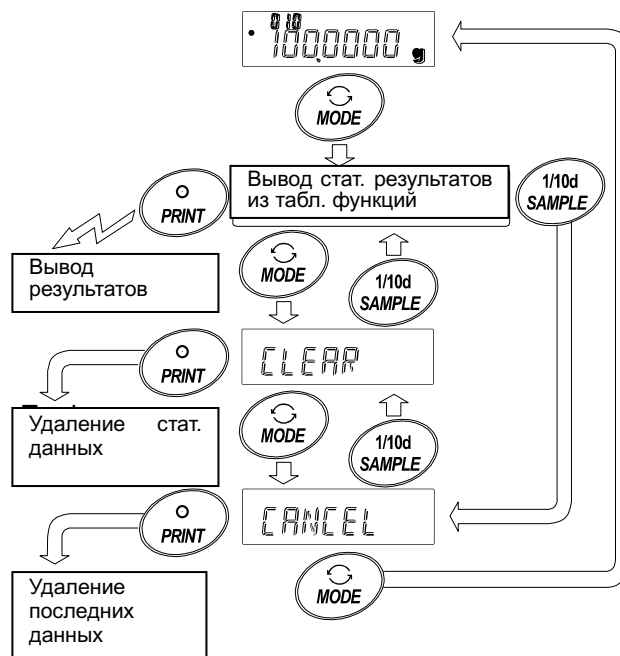 010
100.0000 g
MODE
Вывод стат. результатов
из табл. функций
1/10d
SAMPLE
PRINT
Вывод
результатов
MODE
1/10d
SAMPLE
PRINT
CLEAR
Удаление стат.
данных
MODE
1/10d
SAMPLE
PRINT
CANCEL
Удаление
последних
данных
MODE